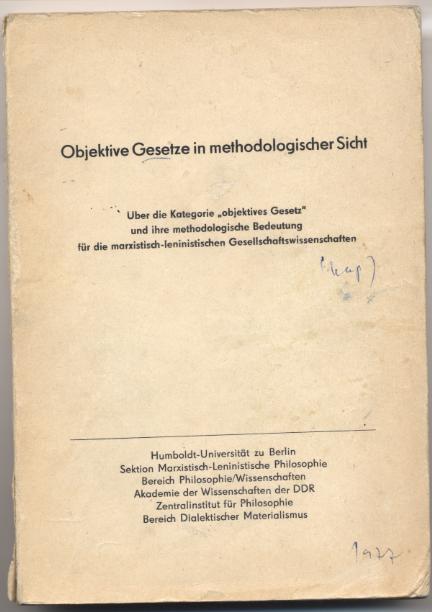 Objektive Gesetze in methodologischer Sicht
Uber die Kategorie „objektives Gesetz"
und ihre methodologische Bedeutung
für die marxistisch-leninistischen Gesellschaftswissenschaften
Humboldt-Universität zu Berlin
Sektion Marxistisch-Leninistische Philosophie
Bereich Philosophie/Wissenschaften
Akademie der Wissenschaften der DDR
Zentralinstitut für Philosophie
Bereich Dialektischer Materialismus
1977